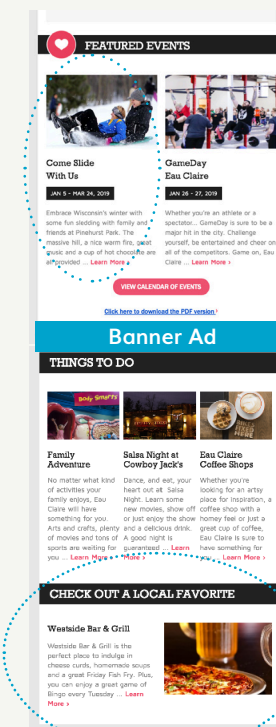 FEATURED EVENTS
Come Slide
With Us
JAN 5 - MAR 24, 2019
Embrace Wisconsin's winter with
some fun sledding with family and
friends at Pinehurst Park. The
massive hill, a nice warm fire, great
music and a cup of hot chocolate are
all provided ... Learn More ›
GameDay
Eau Claire
JAN 26 - 27, 2019
Whether you're an athlete or a
spectator... GameDay is sure to be a
major hit in the city. Challenge
yourself, be entertained and cheer on
all of the competitors. Game on, Eau
Claire ... Learn More ›
VIEW CALENDAR OF EVENTS
Click here to download the PDF version ›
Banner Ad
THINGS TO DO
Body Smarts
Family
Adventure
No matter what kind
of activities your
family enjoys, Eau
Claire will have
something for you.
Arts and crafts, plenty
of movies and tons of
sports are waiting for
you ... Learn More ›
Salsa Night at
Cowboy Jack's
Dance, and eat, your
heart out at Salsa
Night. Learn some
new movies, show off
or just enjoy the show
and a delicious drink.
A good night is
guaranteed ... Learn
More ›
Eau Claire
Coffee Shops
Whether you're
looking for an artsy
place for inspiration, a
coffee shop with a
homey feel or just a
great cup of coffee,
Eau Claire is sure to
have something for
you ... Learn More ›
CHECK OUT A LOCAL FAVORITE
Westside Bar & Grill
Westside Bar & Grill is the
perfect place to indulge in
cheese curds, homemade soups
and a great Friday Fish Fry. Plus,
you can enjoy a great game of
Bingo every Tuesday ... Learn
More ›